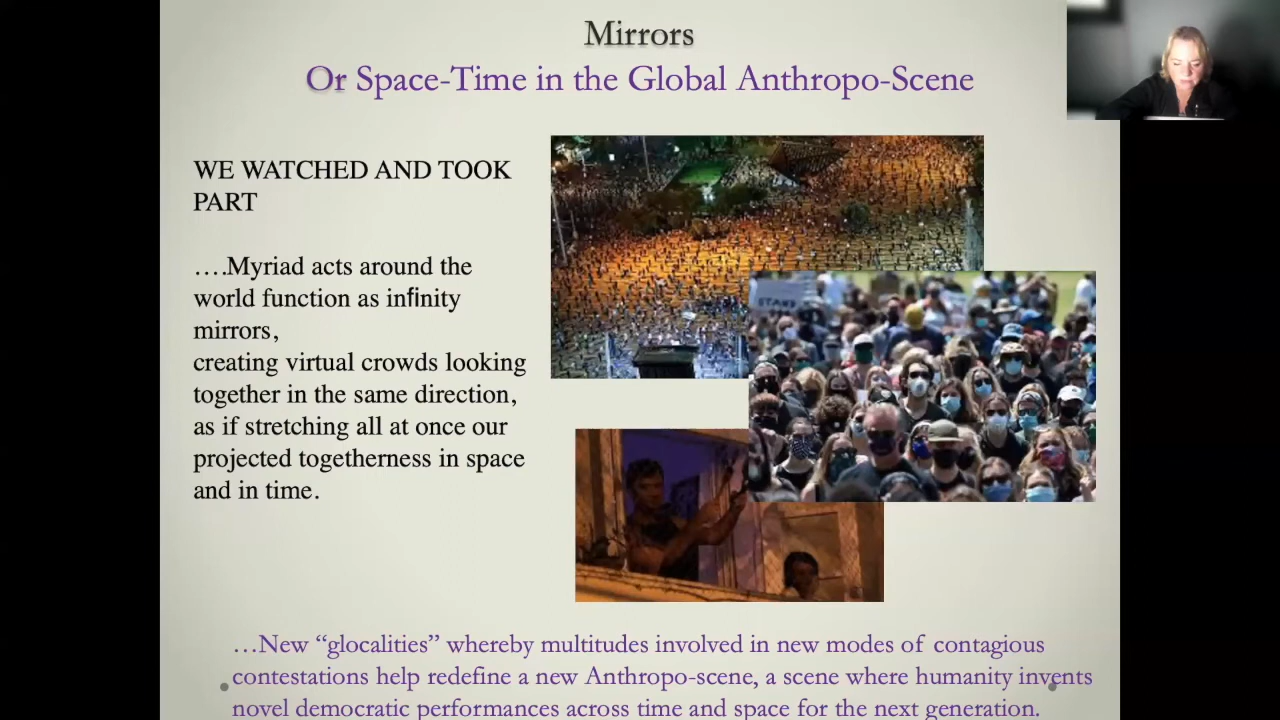 Mirrors
Or Space-Time in the Global Anthropo-Scene
WE WATCHED AND TOOK
PART
….Myriad acts around the
world function as infinity
mirrors,
creating virtual crowds looking
together in the same direction,
as if stretching all at once our
projected togetherness in space
and in time.
…New “glocalities” whereby multitudes involved in new modes of contagious
contestations help redefine a new Anthropo-scene, a scene where humanity invents
novel democratic performances across time and space for the next generation.